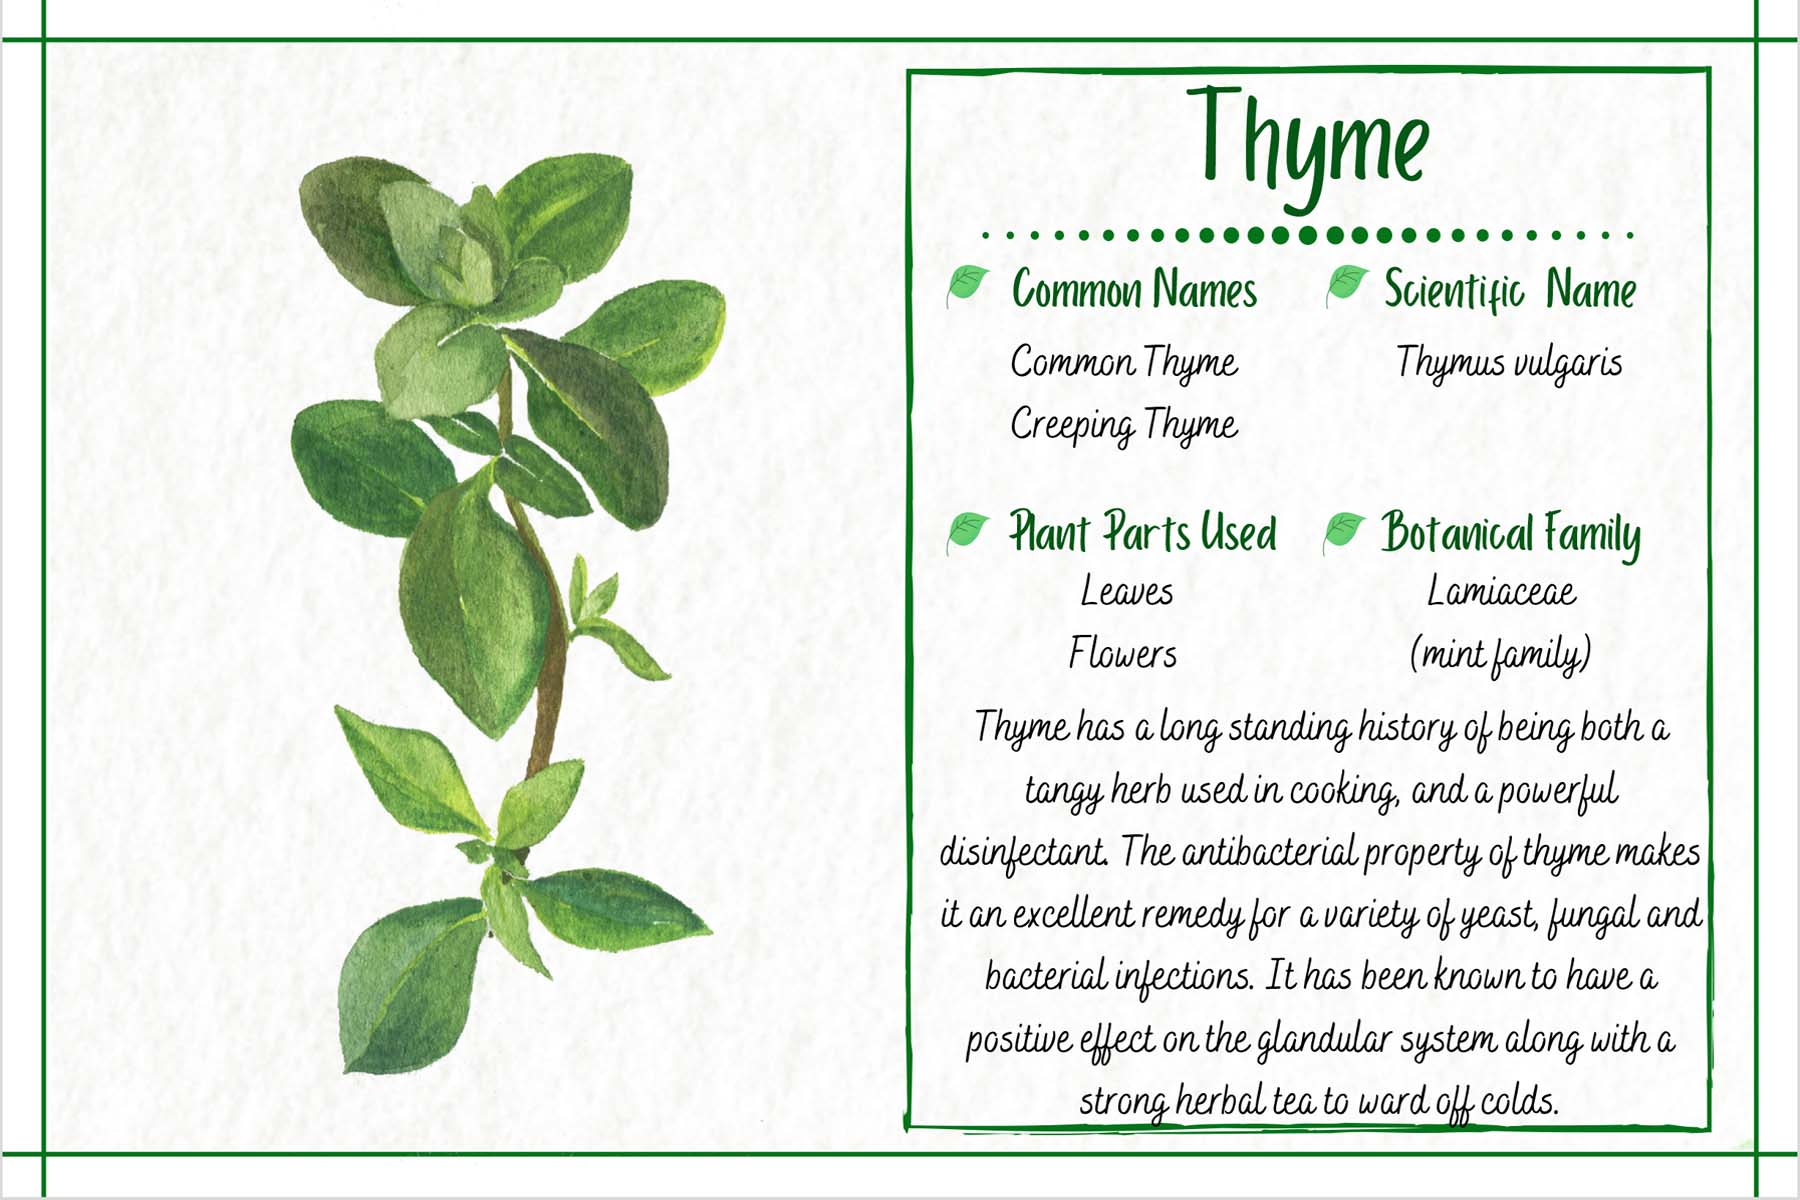 Thyme
Common Names
Common Thyme
Creeping Thyme
Scientific Name
Thymus vulgaris
Plant Parts Used
Leaves
Flowers
Botanical Family
Lamiaceae
(mint family)
Thyme has a long standing history of being both a
tangy herb used in cooking, and a powerful
disinfectant. The antibacterial property of thyme makes
it an excellent remedy for a variety of yeast, fungal and
bacterial infections. It has been known to have a
positive effect on the glandular system along with a
strong herbal tea to ward off colds.